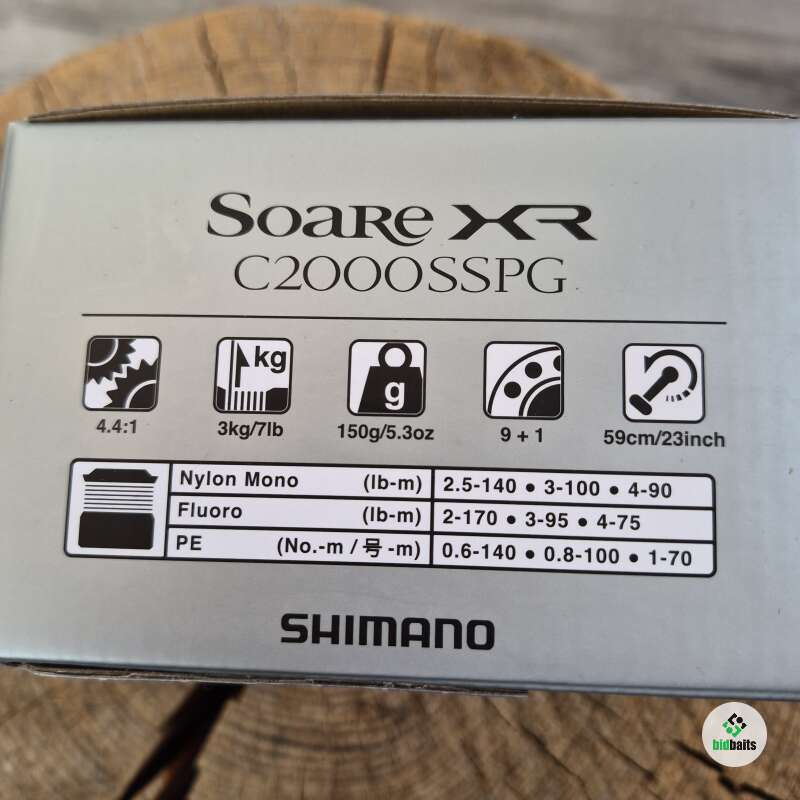 SOARE XR
C2000SSPG
kg
g
4.4:1
3kg/7lb
150g/5.3oz
9 + 1
59cm/23inch
Nylon Mono (lb-m) 2.5-140 ● 3-100 ● 4-90
Fluoro (lb-m) 2-170 ● 3-95 ● 4-75
PE (No.-m / 号 -m) 0.6-140 ● 0.8-100 ● 1-70
SHIMANO
bidbaits